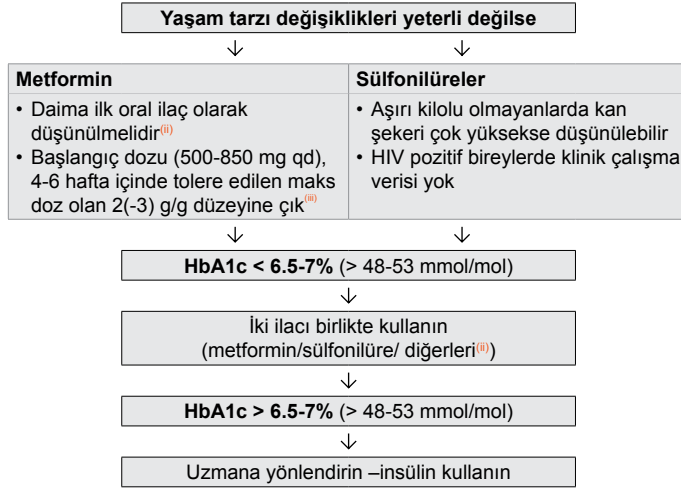 Yaşam tarzı değişiklikleri yeterli değilse
Metformin
• Daima ilk oral ilaç olarak
düşünülmelidir(ii)
• Başlangıç dozu (500-850 mg qd),
4-6 hafta içinde tolere edilen maks
doz olan 2(-3) g/g düzeyine çık(iii)
Sülfonilüreler
• Aşırı kilolu olmayanlarda kan
şekeri çok yüksekse düşünülebilir
• HIV pozitif bireylerde klinik çalışma
verisi yok
HbA1c < 6.5-7% (> 48-53 mmol/mol)
İki ilacı birlikte kullanın
(metformin/sülfonilüre/ diğerleri(ii))
HbA1c > 6.5-7% (> 48-53 mmol/mol)
Uzmana yönlendirin –insülin kullanın